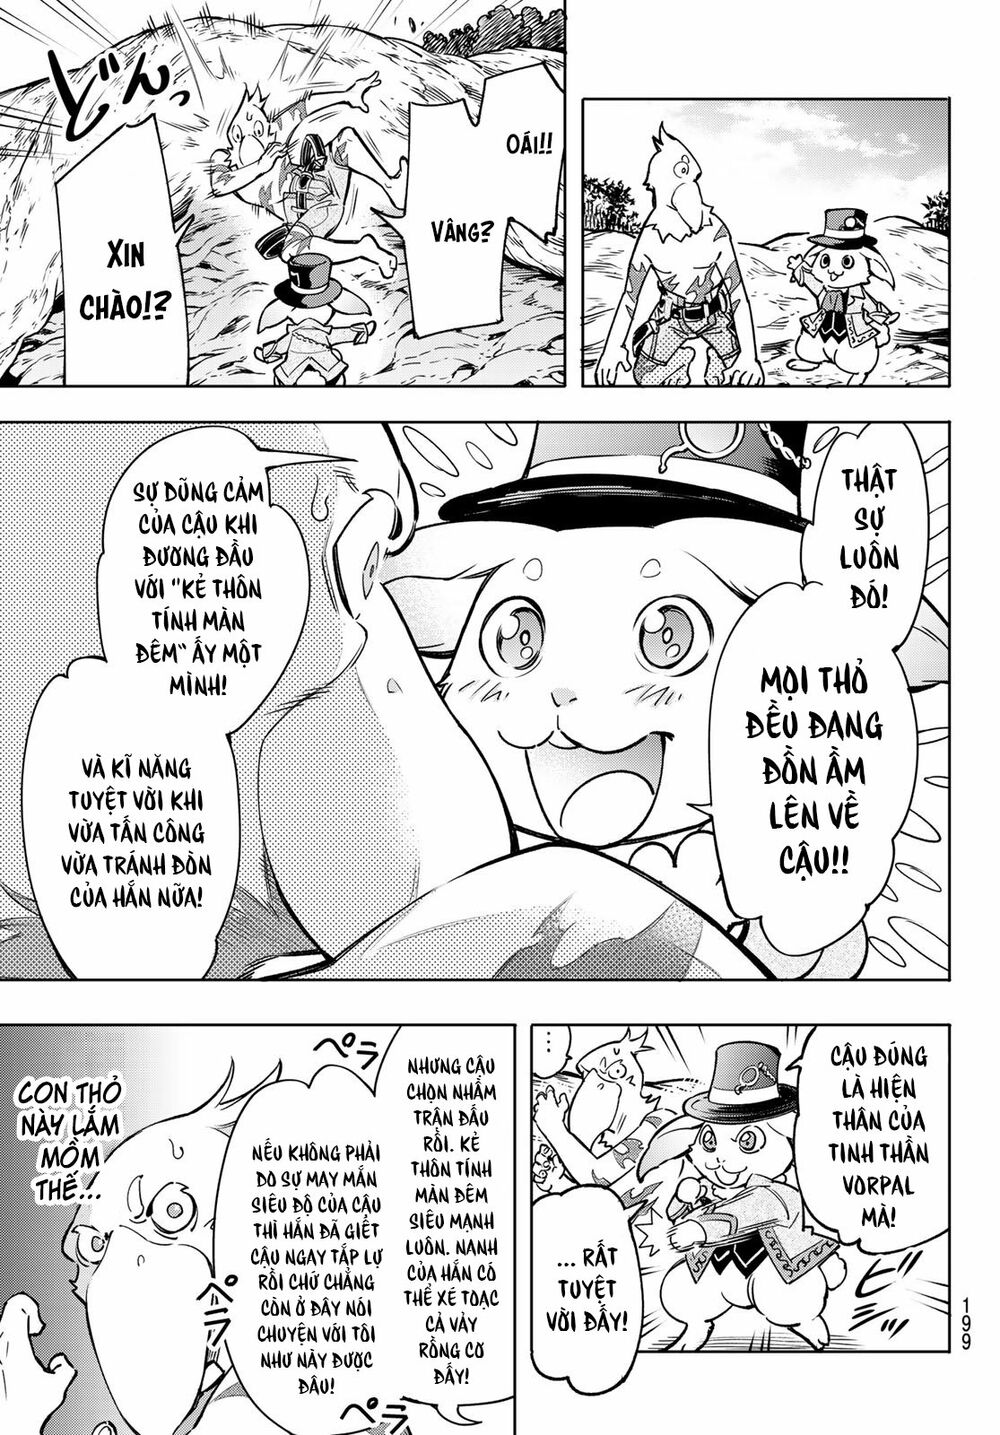 OÁI!!
VÂNG?
どんっ
XIN
CHÀO!?
THẬT
SỰ
LUÔN
ĐÓ!
MỌI THỎ
ĐỀU ĐANG
ĐỒN ẦM
LÊN VỀ
CẬU!!
SỰ DŨNG CẢM
CỦA CẬU KHI
ĐƯƠNG ĐẦU
VỚI "KẺ THÔN
TÍNH MÀN
ĐÊM" ẤY MỘT
MÌNH!
VÀ KĨ NĂNG
TUYỆT VỜI KHI
VỪA TẤN CÔNG
VỪA TRÁNH ĐÒN
CỦA HẮN NỮA!
CẬU ĐÚNG
LÀ HIỆN
THÂN CỦA
TINH THẦN
VORPAL
MÀ!
...
ビシ
... RẤT
TUYỆT
VỜI ĐẤY!
NHƯNG CẬU
CHỌN NHẦM
TRẬN ĐẤU
RỒI. KẺ
THÔN TÍNH
MÀN ĐÊM
SIÊU MẠNH
LUÔN. NANH
CỦA HẮN CÓ
THỂ XÉ TOẠC
CẢ VẢY
RỒNG CƠ
ĐẤY!
ペラ
NẾU KHÔNG PHẢI
DO SỰ MAY MẮN
SIÊU ĐỘ CỦA CẬU
THÌ HẮN ĐÃ GIẾT
CẬU NGAY TẮP LỰ
RỒI CHỨ CHẲNG
CÒN Ở ĐÂY NÓI
CHUYỆN VỚI TÔI
NHƯ NÀY ĐƯỢC
ĐÂU!
ペラ
CON THỎ
NÀY LẮM
MỒM
THẾ...
199